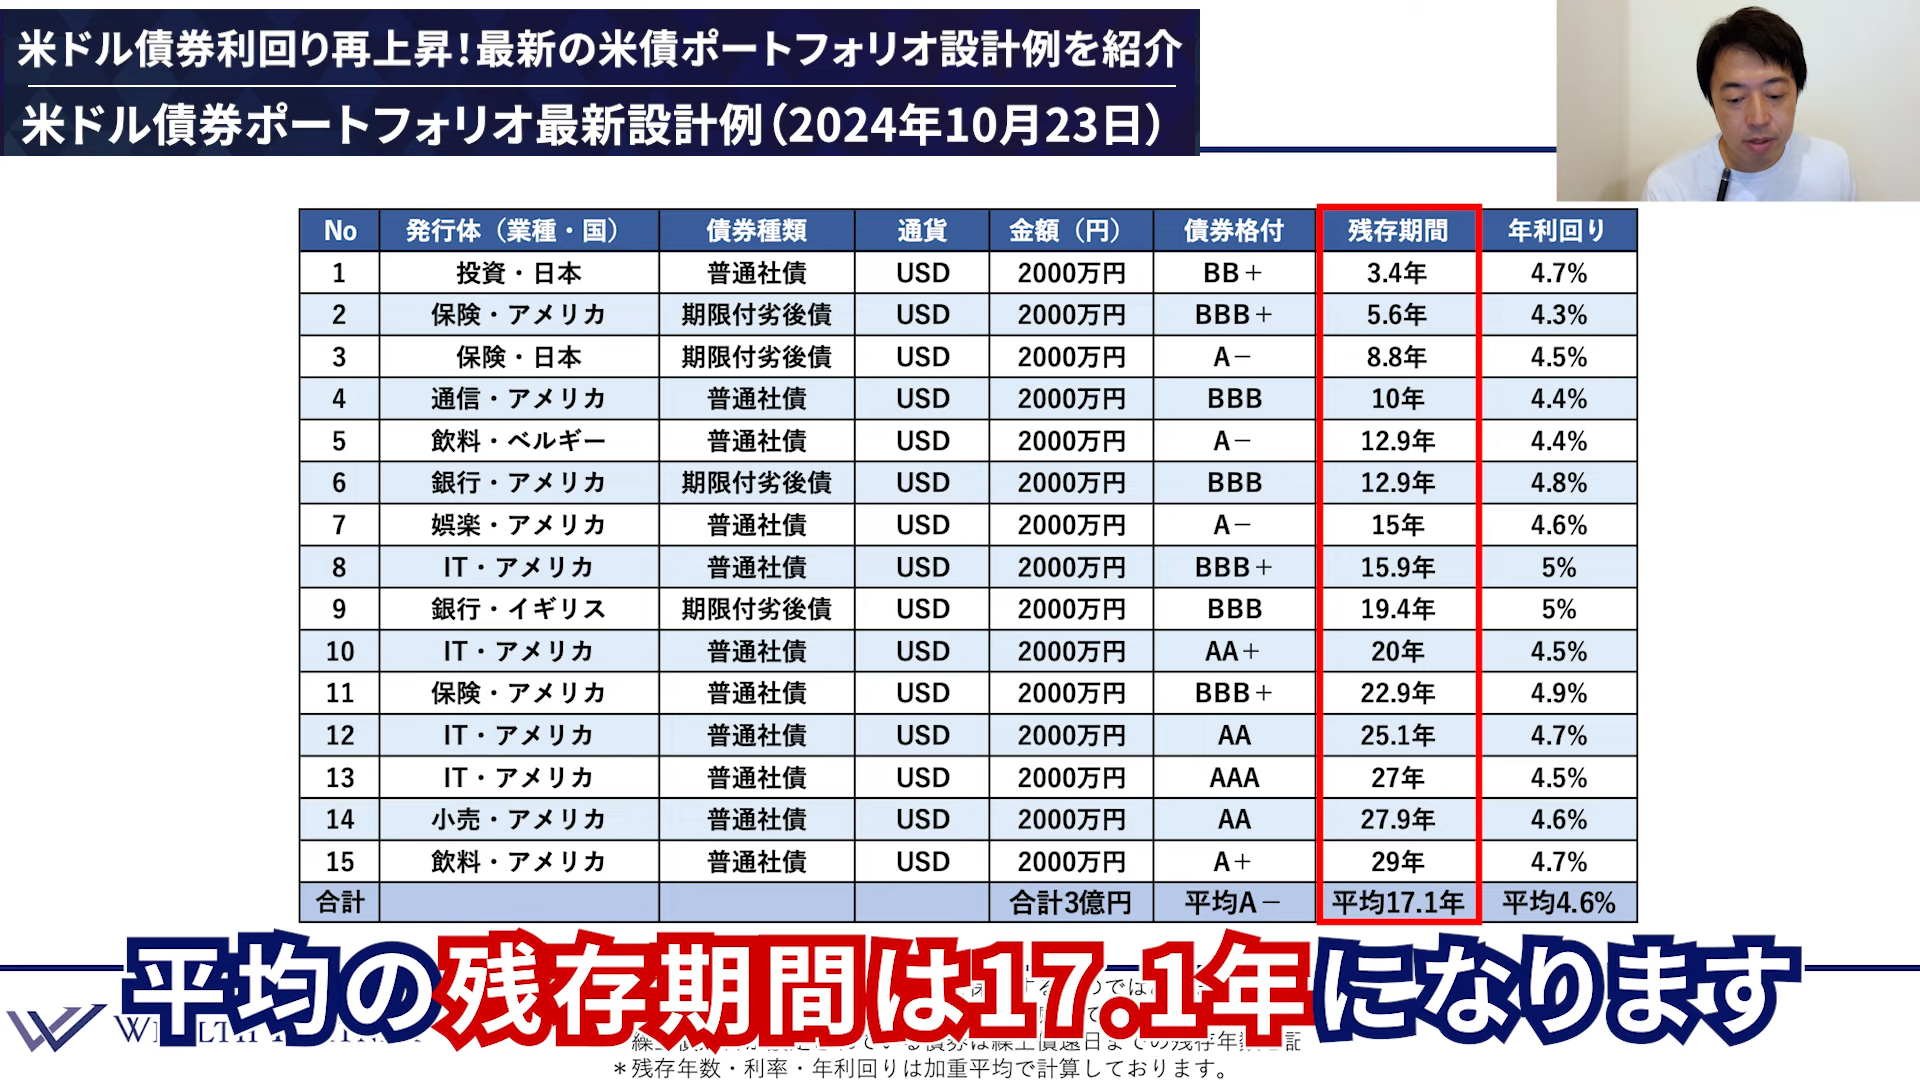 米ドル債券利回り再上昇！最新の米債ポートフォリオ設計例を紹介
米ドル債券ポートフォリオ最新設計例（2024年10月23日）
No 発行体（業種・国） 債券種類 通貨 金額（円） 債券格付 残存期間 年利回り
1 投資・日本 普通社債 USD 2000万円 BB＋ 3.4年 4.7%
2 保険・アメリカ 期限付劣後債 USD 2000万円 BBB＋ 5.6年 4.3%
3 保険・日本 期限付劣後債 USD 2000万円 A－ 8.8年 4.5%
4 通信・アメリカ 普通社債 USD 2000万円 BBB 10年 4.4%
5 飲料・ベルギー 普通社債 USD 2000万円 A－ 12.9年 4.4%
6 銀行・アメリカ 期限付劣後債 USD 2000万円 BBB 12.9年 4.8%
7 娯楽・アメリカ 普通社債 USD 2000万円 A－ 15年 4.6%
8 IT・アメリカ 普通社債 USD 2000万円 BBB＋ 15.9年 5%
9 銀行・イギリス 期限付劣後債 USD 2000万円 BBB 19.4年 5%
10 IT・アメリカ 普通社債 USD 2000万円 AA＋ 20年 4.5%
11 保険・アメリカ 普通社債 USD 2000万円 BBB＋ 22.9年 4.9%
12 IT・アメリカ 普通社債 USD 2000万円 AA 25.1年 4.7%
13 IT・アメリカ 普通社債 USD 2000万円 AAA 27年 4.5%
14 小売・アメリカ 普通社債 USD 2000万円 AA 27.9年 4.6%
15 飲料・アメリカ 普通社債 USD 2000万円 A＋ 29年 4.7%
合計 合計3億円 平均A－ 平均17.1年 平均4.6%
平均の残存期間は17.1年になります
＊残存年数・利率・年利回りは加重平均で計算しております。